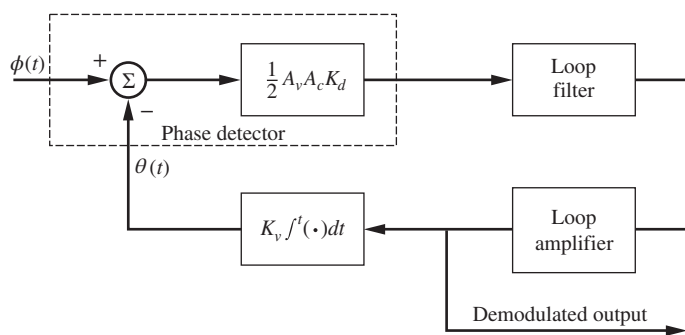 ϕ(t)
+
Σ
−
1/2 A_v A_c K_d
Loop
filter
Phase detector
θ(t)
K_v ∫^t (•)dt
Loop
amplifier
Demodulated output